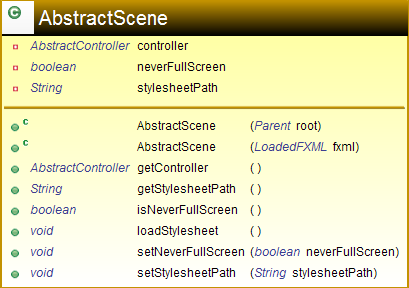 C AbstractScene
AbstractController controller
boolean neverFullScreen
String stylesheetPath
c AbstractScene (Parent root)
c AbstractScene (LoadedFXML fxml)
AbstractController getController ( )
String getStylesheetPath ( )
boolean isNeverFullScreen ( )
void loadStylesheet ( )
void setNeverFullScreen (boolean neverFullScreen)
void setStylesheetPath (String stylesheetPath)